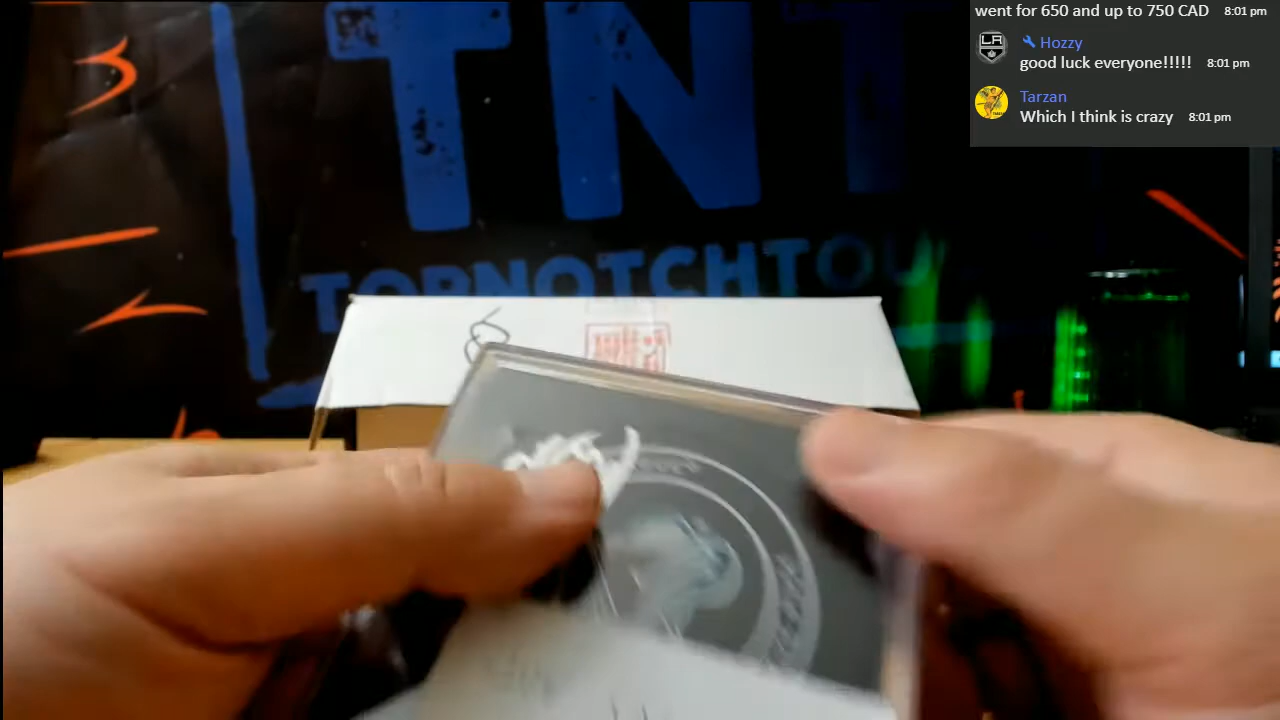 went for 650 and up to 750 CAD 8:01 pm
Hozzy
good luck everyone!!!!! 8:01 pm
Tarzan
Which I think is crazy 8:01 pm
TNT
TOPNOTCHTOU